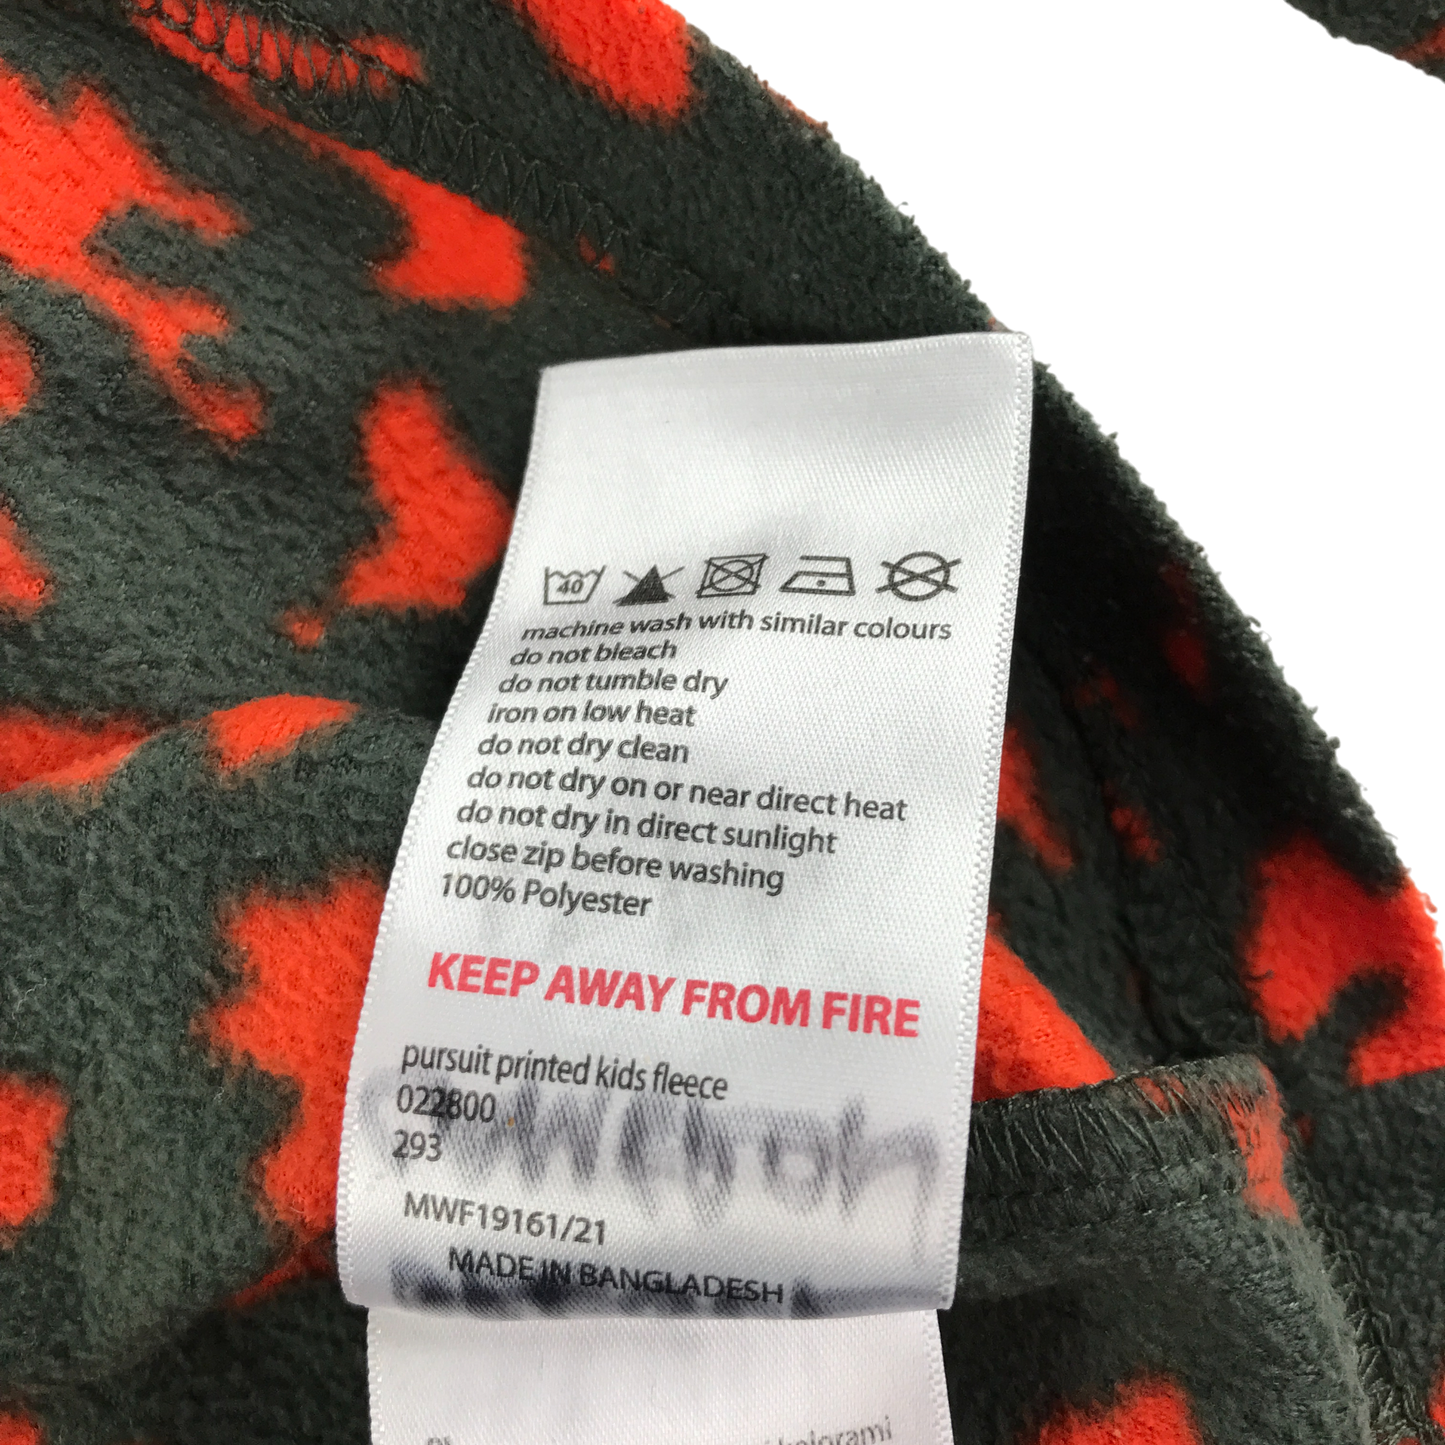 40
machine wash with similar colours
do not bleach
do not tumble dry
iron on low heat
do not dry clean
do not dry on or near direct heat
do not dry in direct sunlight
close zip before washing
100% Polyester
KEEP AWAY FROM FIRE
pursuit printed kids fleece
022800
293
MWF19161/21
MADE IN BANGLADESH